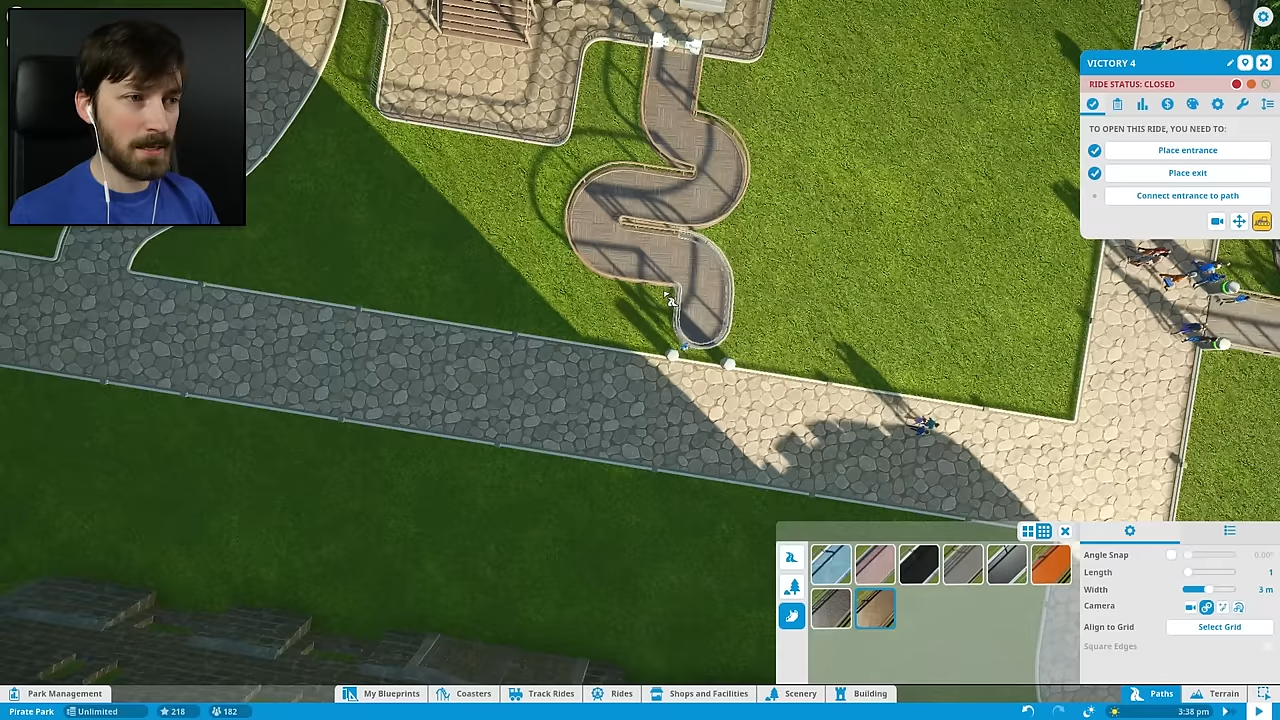 VICTORY 4
RIDE STATUS: CLOSED
TO OPEN THIS RIDE, YOU NEED TO:
Place entrance
Place exit
Connect entrance to path
Angle Snap 0.00°
Length 1
Width 3 m
Camera
Align to Grid Select Grid
Square Edges
Park Management My Blueprints Coasters Track Rides Rides Shops and Facilities Scenery Building Paths Terrain
Pirate Park Unlimited 218 182 3:38 pm